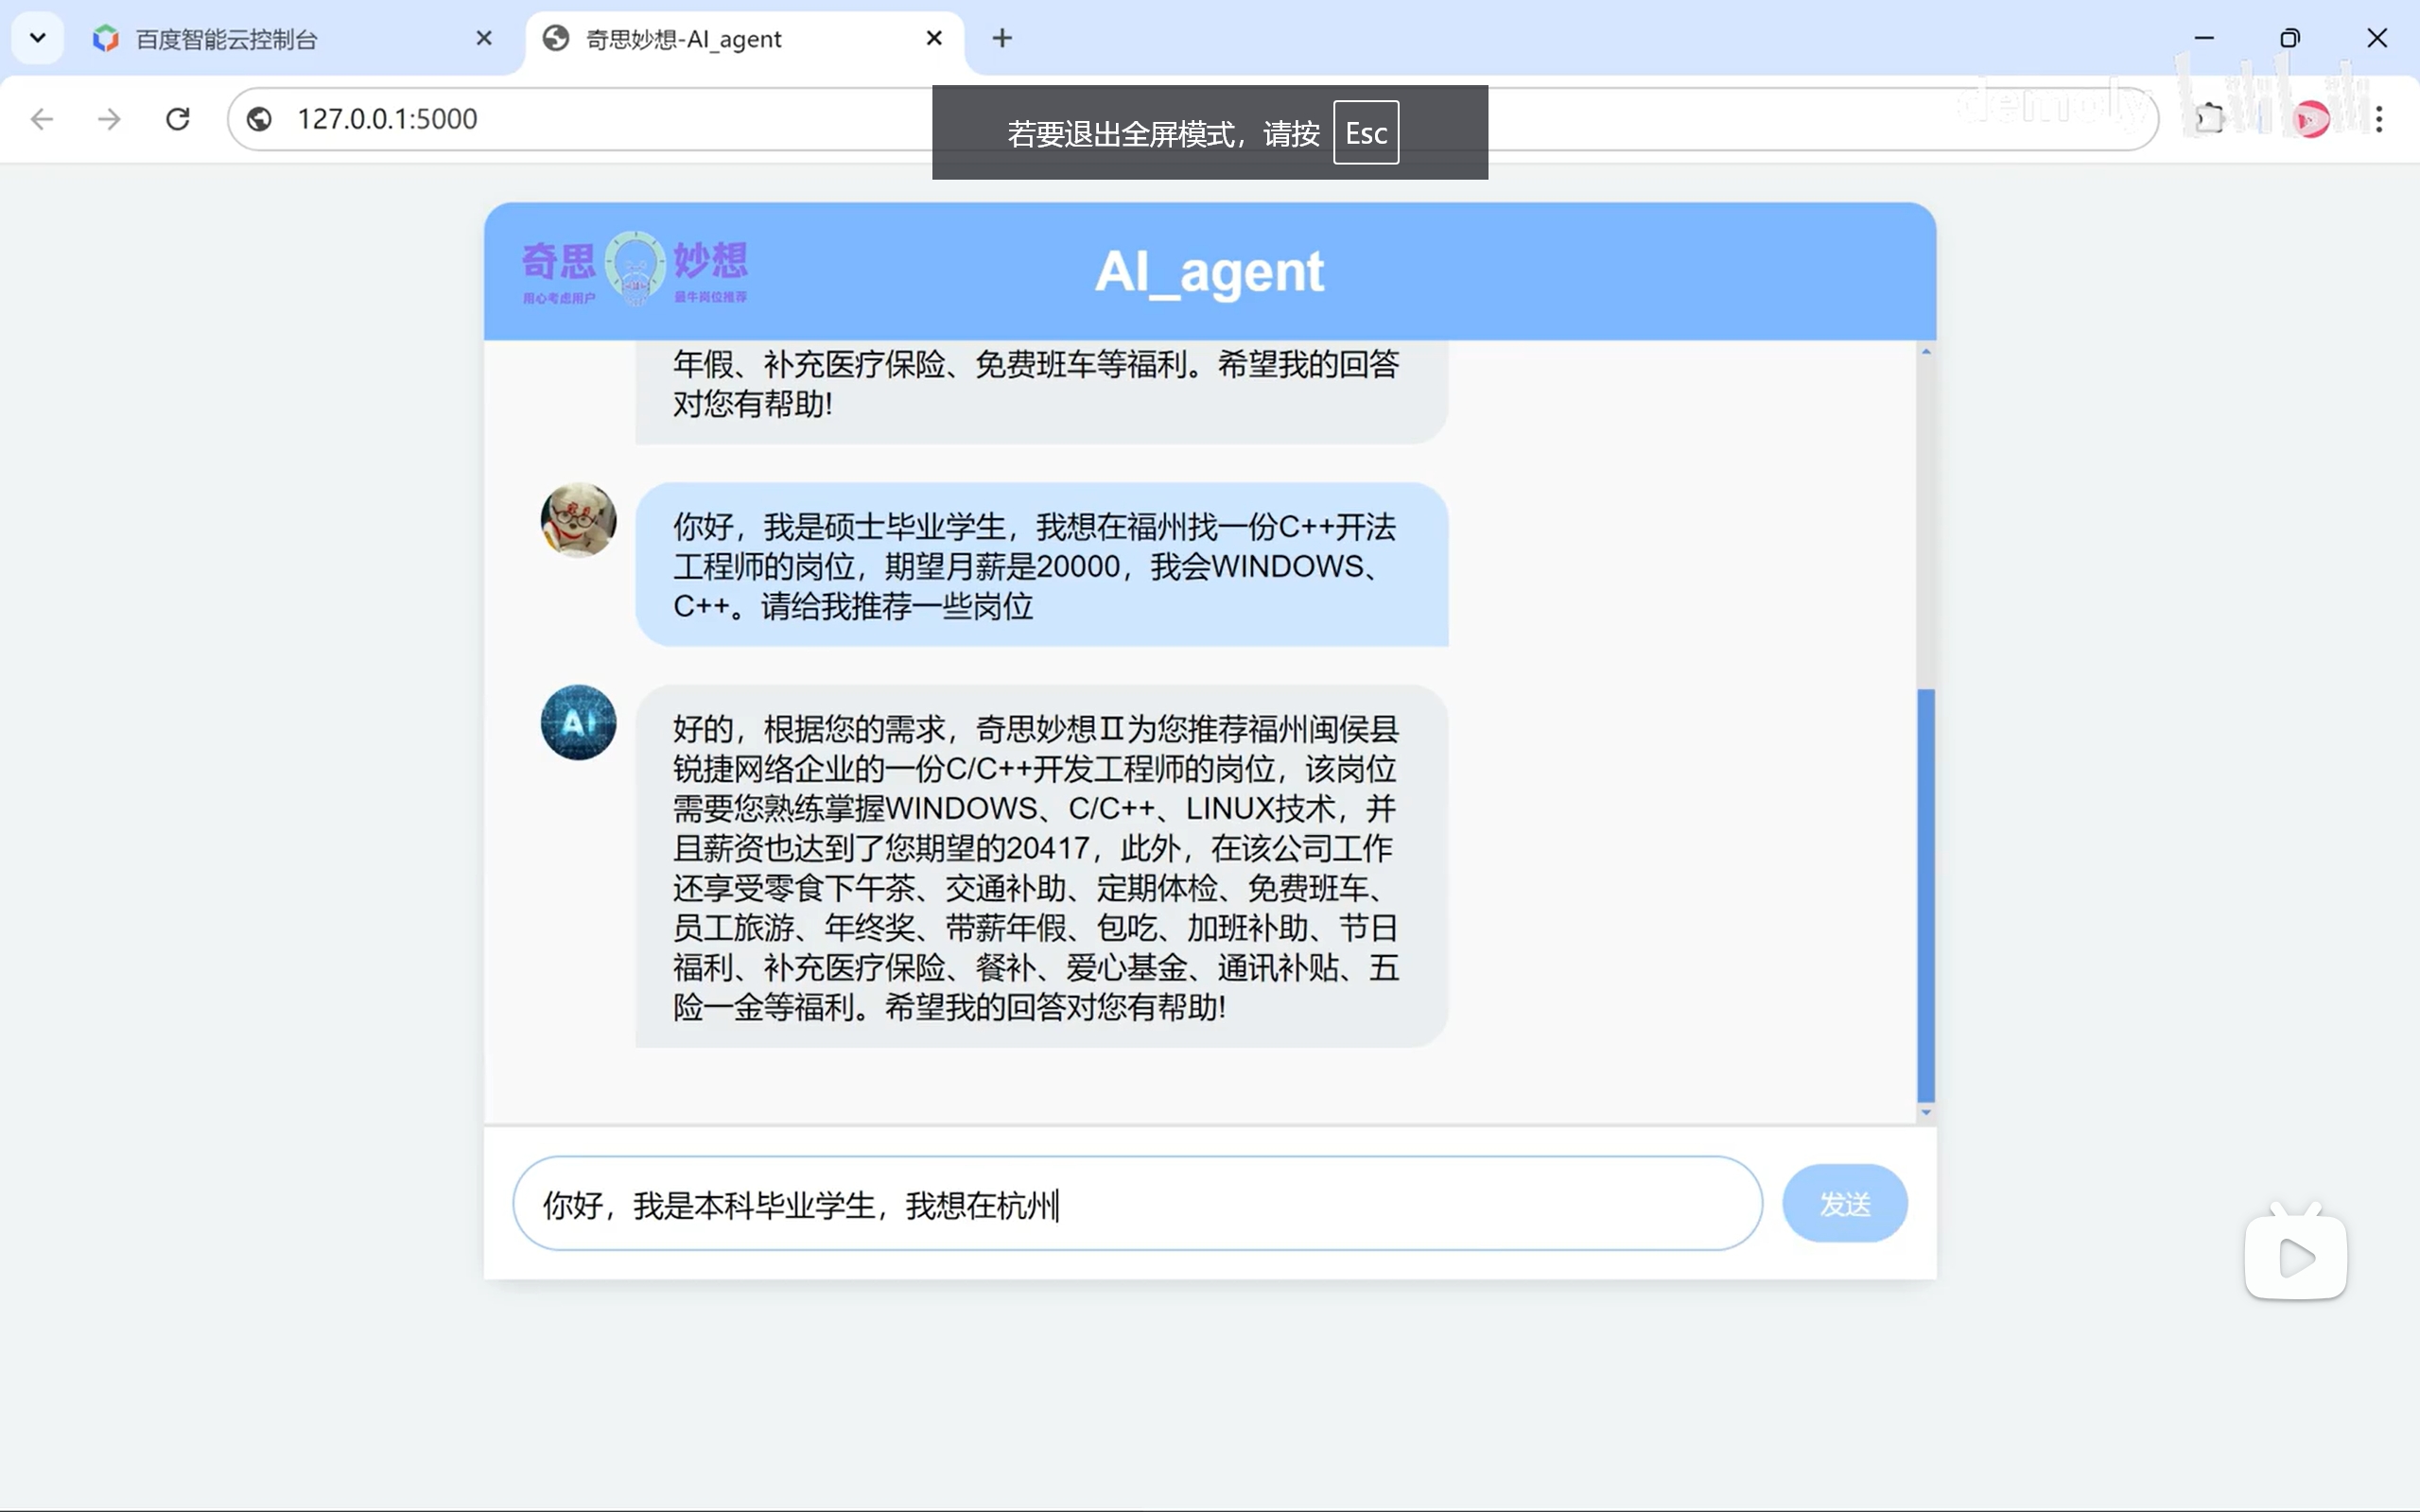 百度智能云控制台
奇思妙想-AI_agent
127.0.0.1:5000
demoly bilibili
若要退出全屏模式，请按 Esc
奇思 妙想
用心考虑用户 最牛岗位推荐
AI_agent
年假、补充医疗保险、免费班车等福利。希望我的回答
对您有帮助!
你好，我是硕士毕业学生，我想在福州找一份C++开法
工程师的岗位，期望月薪是20000，我会WINDOWS、
C++。请给我推荐一些岗位
AI
好的，根据您的需求，奇思妙想Ⅱ为您推荐福州闽侯县
锐捷网络企业的一份C/C++开发工程师的岗位，该岗位
需要您熟练掌握WINDOWS、C/C++、LINUX技术，并
且薪资也达到了您期望的20417，此外，在该公司工作
还享受零食下午茶、交通补助、定期体检、免费班车、
员工旅游、年终奖、带薪年假、包吃、加班补助、节日
福利、补充医疗保险、餐补、爱心基金、通讯补贴、五
险一金等福利。希望我的回答对您有帮助!
你好，我是本科毕业学生，我想在杭州
发送